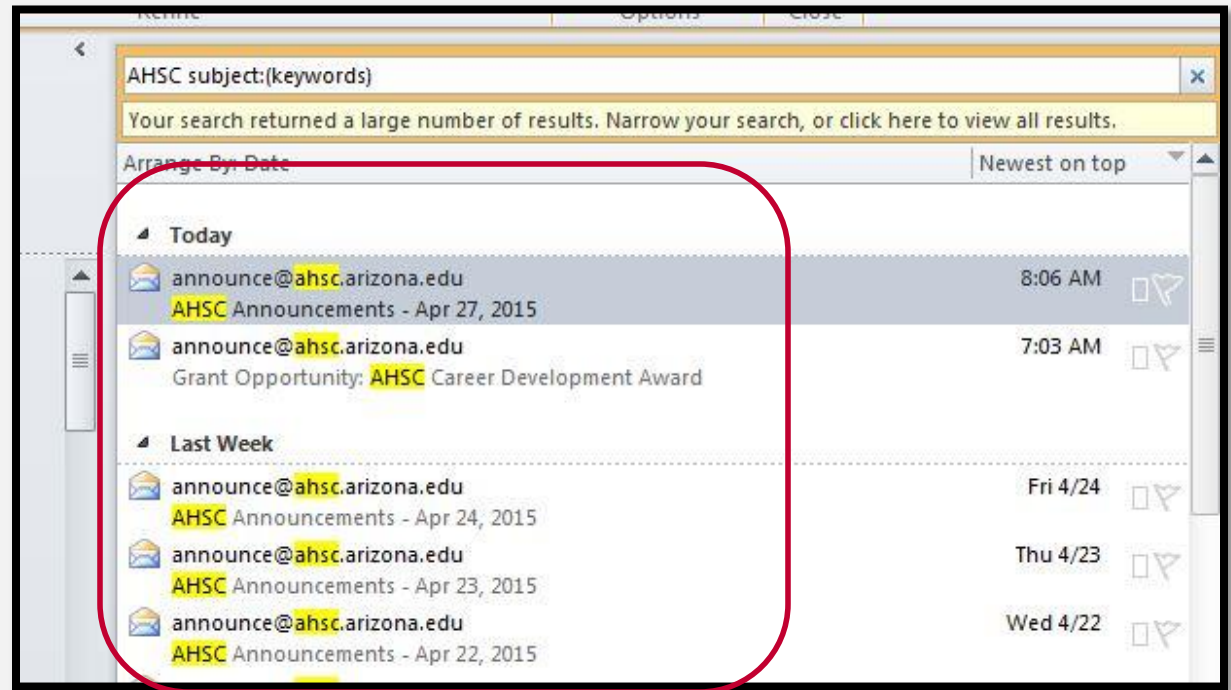 Refine Options Close
AHSC subject:(keywords)
Your search returned a large number of results. Narrow your search, or click here to view all results.
Arrange By: Date Newest on top
Today
announce@ahsc.arizona.edu 8:06 AM
AHSC Announcements - Apr 27, 2015
announce@ahsc.arizona.edu 7:03 AM
Grant Opportunity: AHSC Career Development Award
Last Week
announce@ahsc.arizona.edu Fri 4/24
AHSC Announcements - Apr 24, 2015
announce@ahsc.arizona.edu Thu 4/23
AHSC Announcements - Apr 23, 2015
announce@ahsc.arizona.edu Wed 4/22
AHSC Announcements - Apr 22, 2015